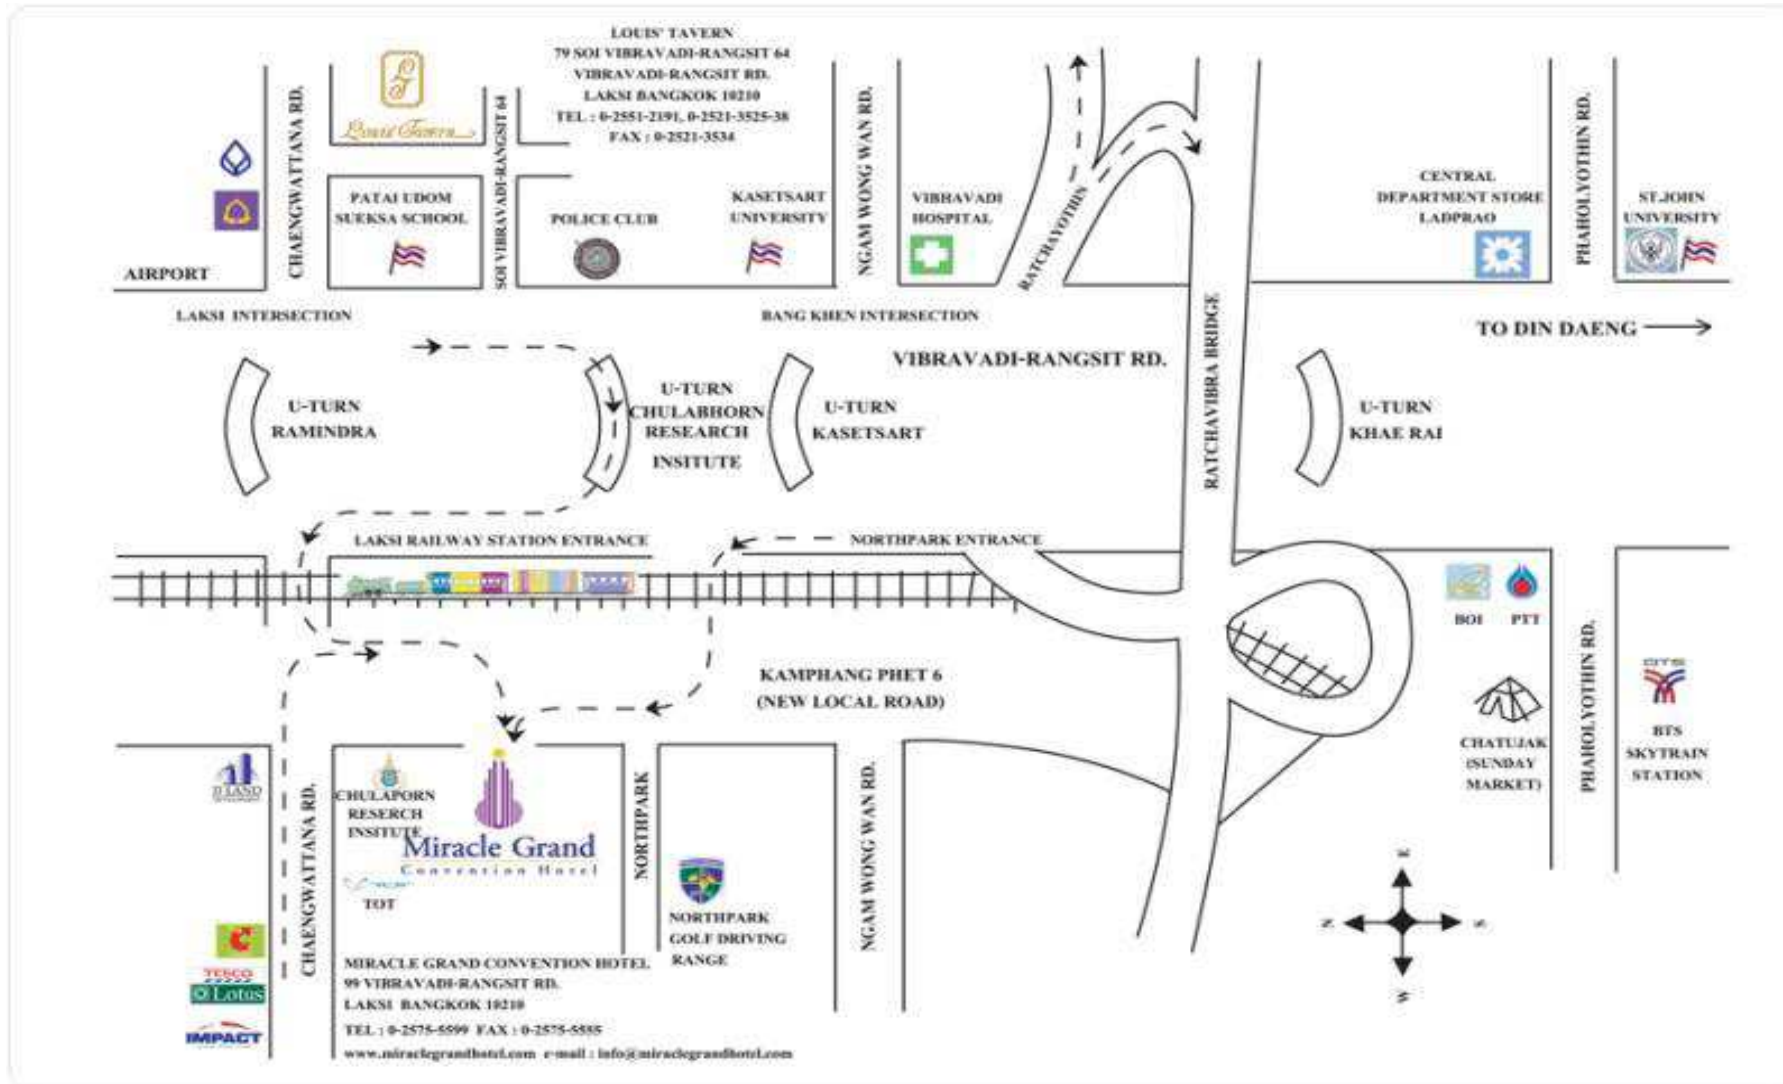 LOUIS' TAVERN
79 SOI VIBRAVADI-RANGSIT 64
VIBRAVADI-RANGSIT RD.
LAKSI BANGKOK 10210
TEL : 0-2551-2191, 0-2521-3525-38
FAX : 0-2521-3534
Louis' Tavern
CHAENGWATTANA RD.
SOI VIBRAVADI-RANGSIT 64
NGAM WONG WAN RD.
PHAHOLYOTHIN RD.
PATAI UDOM
SUEKSA SCHOOL
POLICE CLUB
KASETSART
UNIVERSITY
VIBHAVADI
HOSPITAL
RATCHAYOTHIN
CENTRAL
DEPARTMENT STORE
LADPRAO
ST.JOHN
UNIVERSITY
AIRPORT
LAKSI INTERSECTION
BANG KHEN INTERSECTION
TO DIN DAENG
VIBRAVADI-RANGSIT RD.
RATCHAVIBRA BRIDGE
U-TURN
RAMINDRA
U-TURN
CHULABHORN
RESEARCH
INSITUTE
U-TURN
KASETSART
U-TURN
KHAE RAI
LAKSI RAILWAY STATION ENTRANCE
NORTHPARK ENTRANCE
BOI
PTT
KAMPHANG PHET 6
(NEW LOCAL ROAD)
PHAHOLYOTHIN RD.
BTS
BTS
SKYTRAIN
STATION
CHATUJAK
(SUNDAY
MARKET)
CHAENGWATTANA RD.
CHULAPORN
RESERCH
INSITUTE
Miracle Grand
Convention Hotel
TOT
NORTHPARK
NORTHPARK
GOLF DRIVING
RANGE
NGAM WONG WAN RD.
E
N
S
W
TESCO
Lotus
IMPACT
MIRACLE GRAND CONVENTION HOTEL
99 VIBRAVADI-RANGSIT RD.
LAKSI BANGKOK 10210
TEL : 0-2575-5599 FAX : 0-2575-5555
www.miraclegrandhotel.com e-mail : info@miraclegrandhotel.com